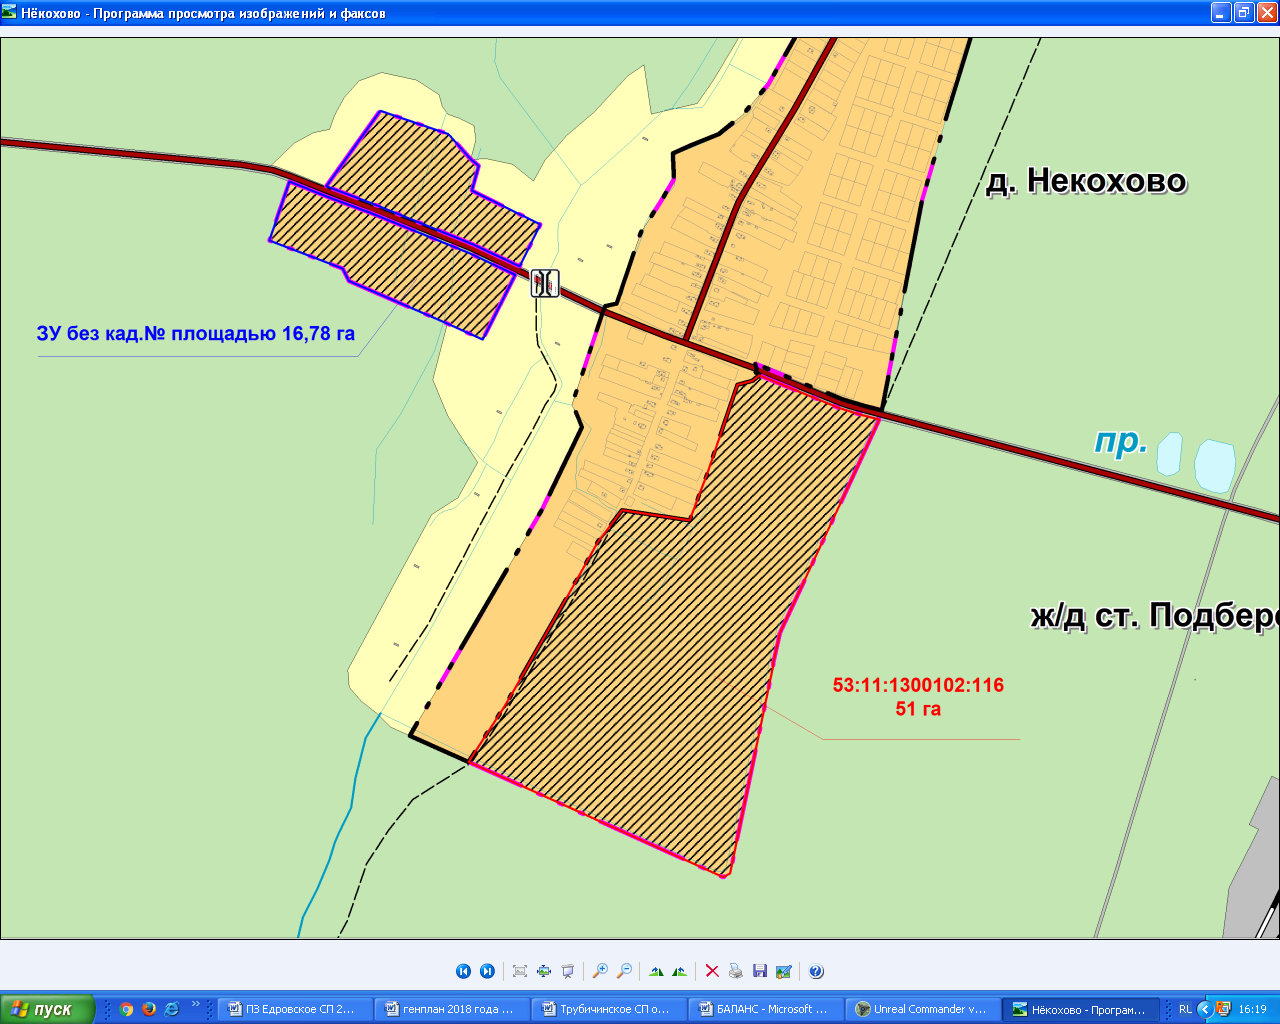 Нёкохово - Программа просмотра изображений и факсов
д. Некохово
ЗУ без кад.№ площадью 16,78 га
пр.
ж/д ст. Подбере
53:11:1300102:116
51 га
пуск
ПЗ Едровское СП 2...
генплан 2018 года ...
Трубичинское СП о...
БАЛАНС - Microsoft ...
Unreal Commander v...
Нёкохово - Програм...
RL
16:19